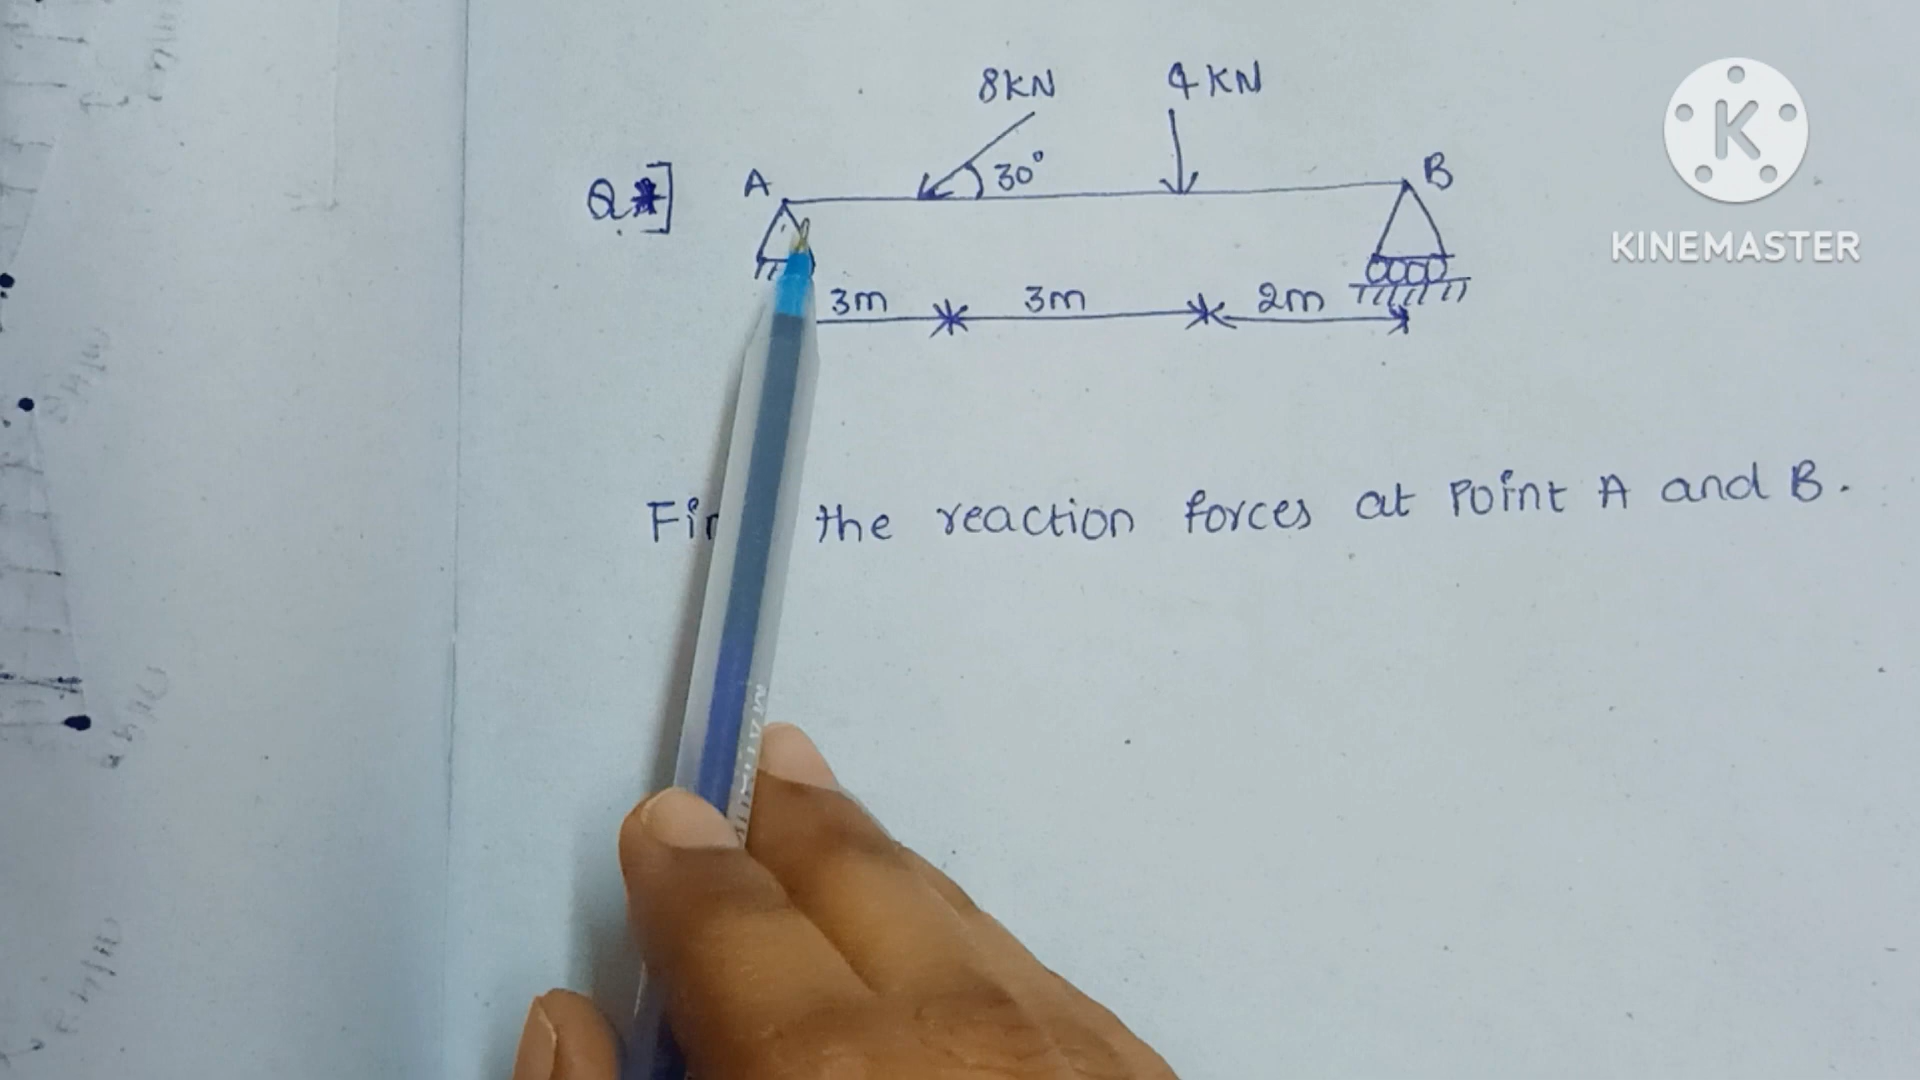 8KN 4KN
Q ] A 30° B
3m 3m 2m
the reaction forces at Point A and B.
K
KINEMASTER